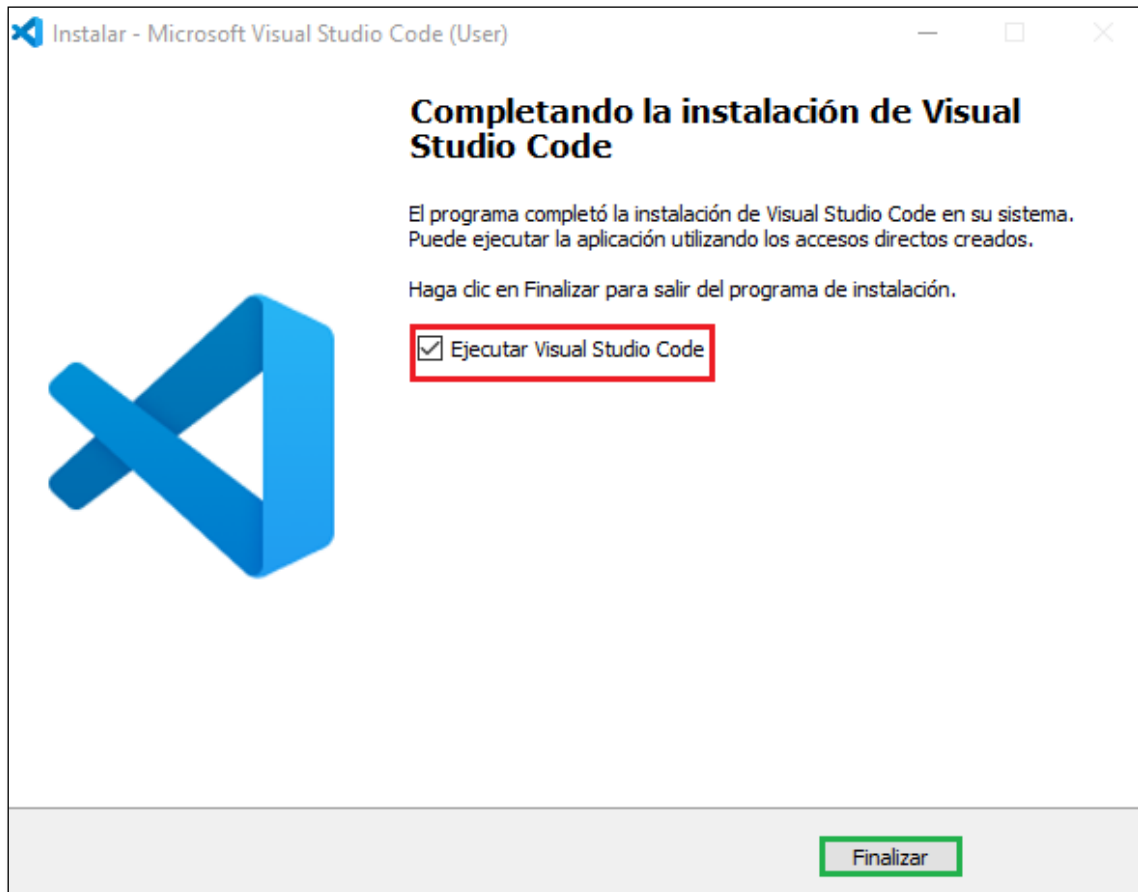 Instalar - Microsoft Visual Studio Code (User)
Completando la instalación de Visual
Studio Code
El programa completó la instalación de Visual Studio Code en su sistema.
Puede ejecutar la aplicación utilizando los accesos directos creados.
Haga clic en Finalizar para salir del programa de instalación.
Ejecutar Visual Studio Code
Finalizar